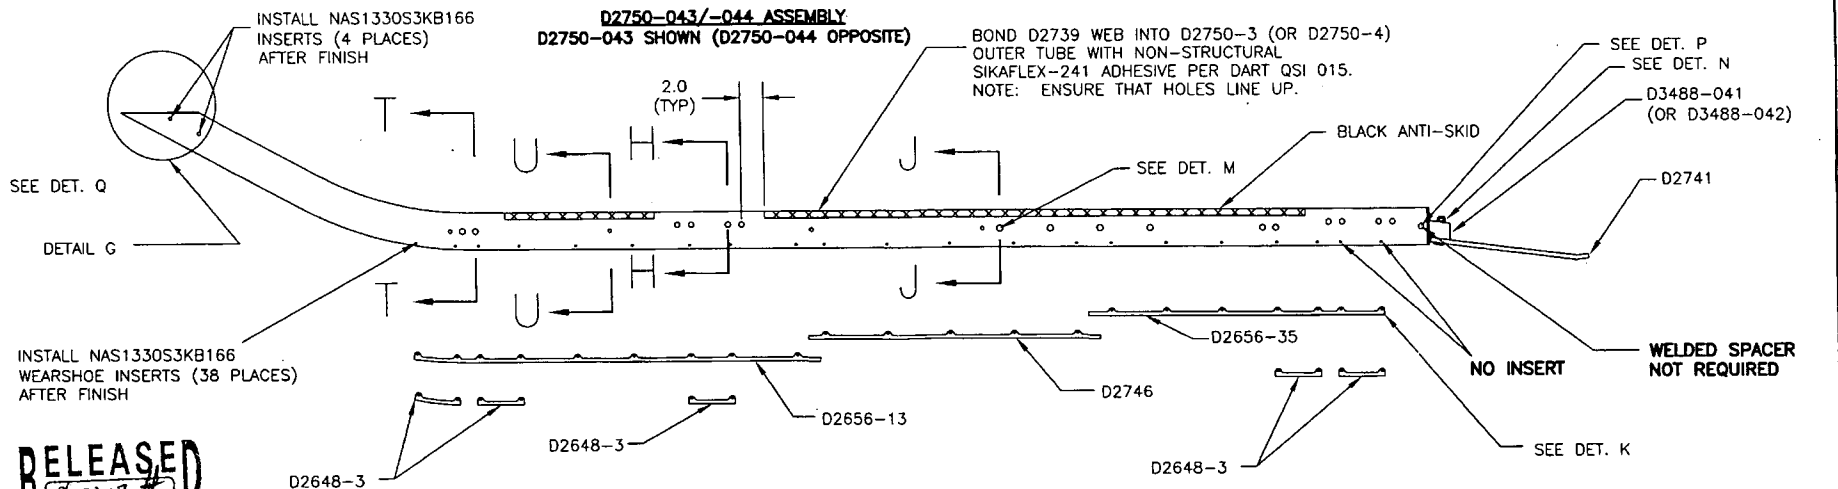 D2750-043/-044 ASSEMBLY
D2750-043 SHOWN (D2750-044 OPPOSITE)
INSTALL NAS1330S3KB166
INSERTS (4 PLACES)
AFTER FINISH
2.0
(TYP)
BOND D2739 WEB INTO D2750-3 (OR D2750-4)
OUTER TUBE WITH NON-STRUCTURAL
SIKAFLEX-241 ADHESIVE PER DART QSI 015.
NOTE: ENSURE THAT HOLES LINE UP.
SEE DET. P
SEE DET. N
D3488-041
(OR D3488-042)
BLACK ANTI-SKID
T
U
H
J
SEE DET. M
D2741
SEE DET. Q
DETAIL G
T
U
H
J
INSTALL NAS1330S3KB166
WEARSHOE INSERTS (38 PLACES)
AFTER FINISH
D2656-35
NO INSERT
WELDED SPACER
NOT REQUIRED
D2746
D2656-13
D2648-3
SEE DET. K
D2648-3
D2648-3
RELEASED